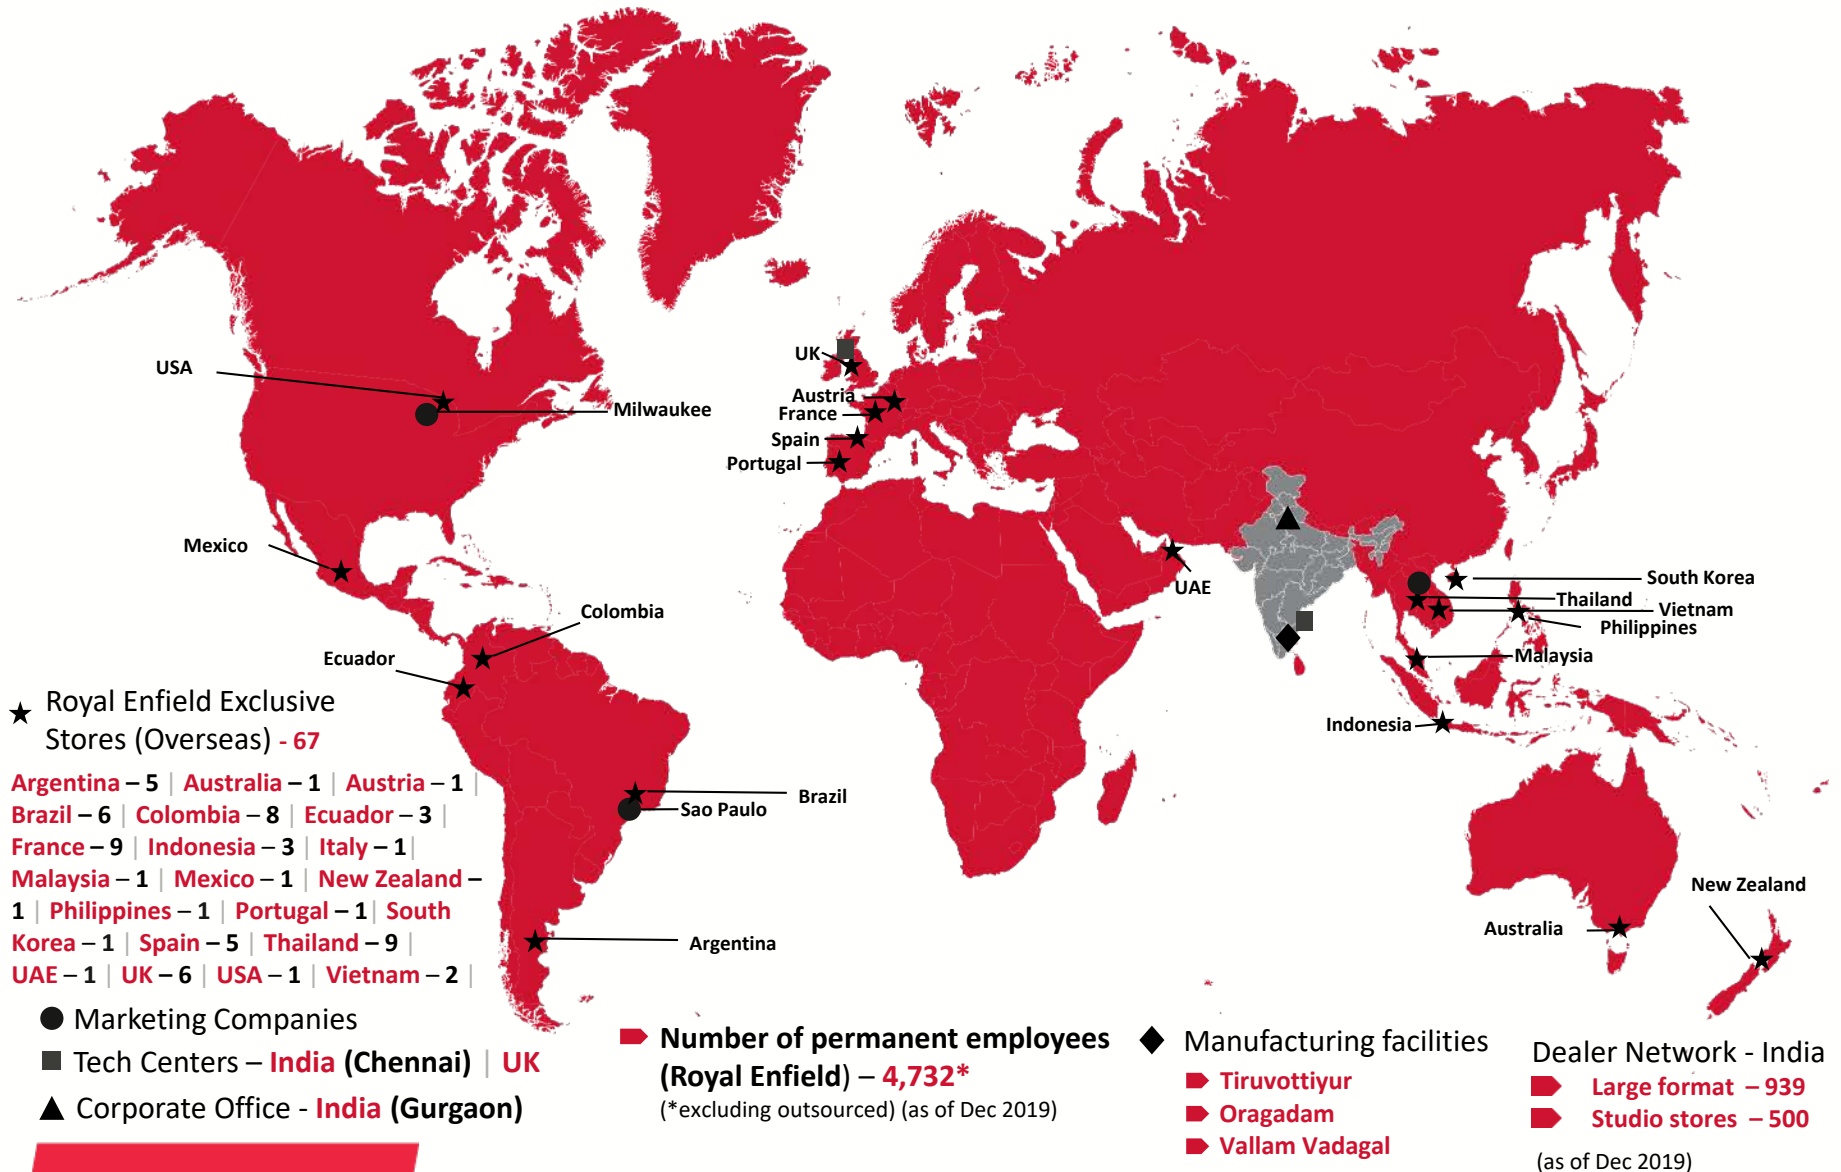 USA
Milwaukee
Mexico
Colombia
Ecuador
Brazil
Sao Paulo
Argentina
UK
Austria
France
Spain
Portugal
UAE
South Korea
Thailand
Vietnam
Philippines
Malaysia
Indonesia
Australia
New Zealand
Royal Enfield Exclusive
Stores (Overseas) - 67
Argentina – 5 | Australia – 1 | Austria – 1 |
Brazil – 6 | Colombia – 8 | Ecuador – 3 |
France – 9 | Indonesia – 3 | Italy – 1|
Malaysia – 1 | Mexico – 1 | New Zealand –
1 | Philippines – 1 | Portugal – 1| South
Korea – 1 | Spain – 5 | Thailand – 9 |
UAE – 1 | UK – 6 | USA – 1 | Vietnam – 2 |
Marketing Companies
Tech Centers – India (Chennai) | UK
Corporate Office - India (Gurgaon)
Number of permanent employees
(Royal Enfield) – 4,732*
(*excluding outsourced) (as of Dec 2019)
Manufacturing facilities
Tiruvottiyur
Oragadam
Vallam Vadagal
Dealer Network - India
Large format – 939
Studio stores – 500
(as of Dec 2019)